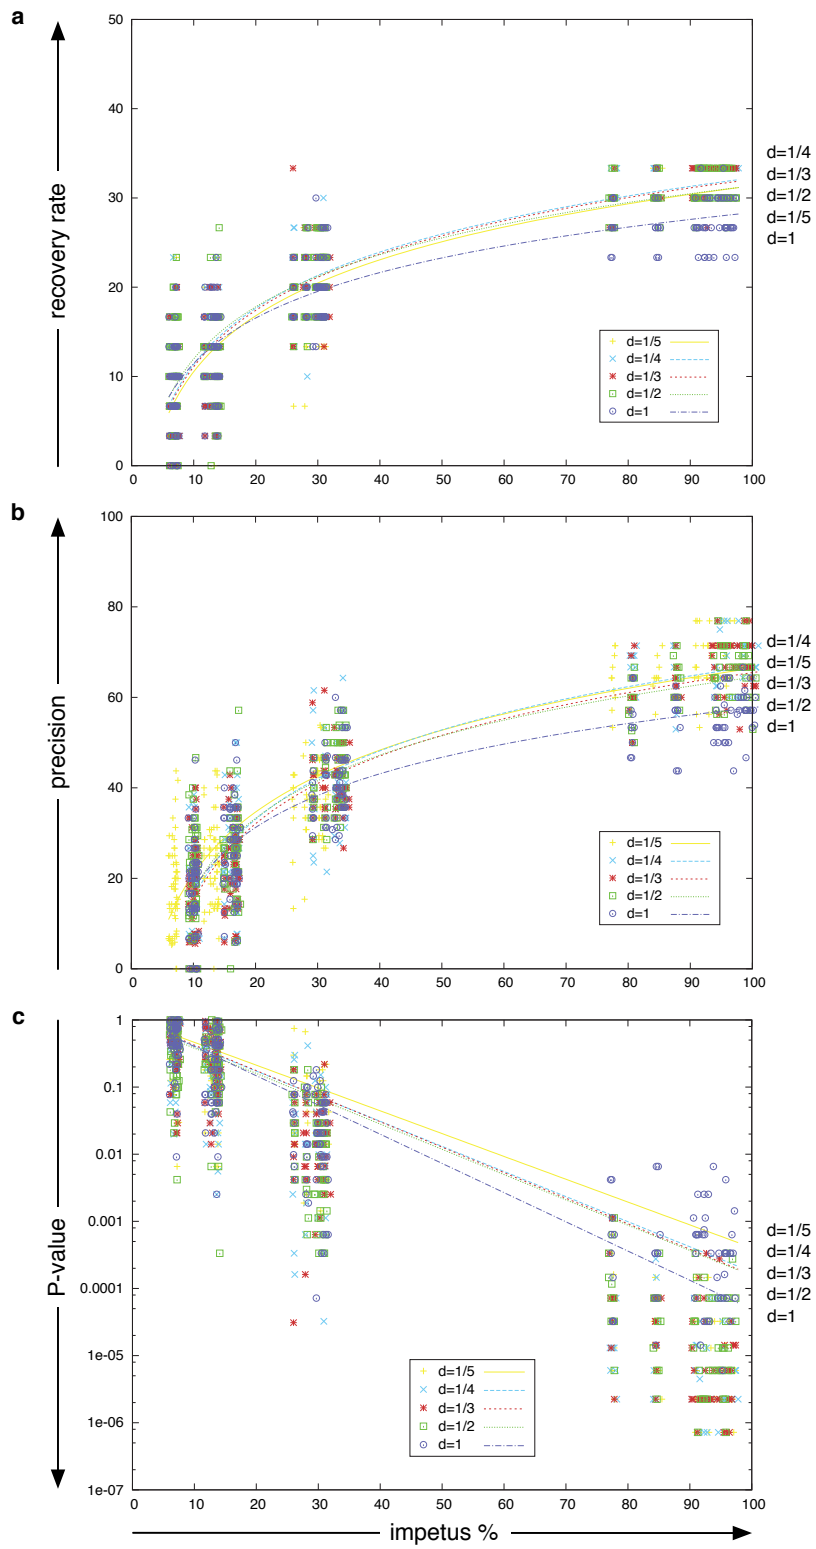 a
recovery rate
50
40
30
20
10
0
0 10 20 30 40 50 60 70 80 90 100
d=1/4
d=1/3
d=1/2
d=1/5
d=1
d=1/5
d=1/4
d=1/3
d=1/2
d=1
b
precision
100
80
60
40
20
0
0 10 20 30 40 50 60 70 80 90 100
d=1/4
d=1/5
d=1/3
d=1/2
d=1
d=1/5
d=1/4
d=1/3
d=1/2
d=1
c
P-value
1
0.1
0.01
0.001
0.0001
1e-05
1e-06
1e-07
0 10 20 30 40 50 60 70 80 90 100
d=1/5
d=1/4
d=1/3
d=1/2
d=1
d=1/5
d=1/4
d=1/3
d=1/2
d=1
impetus %